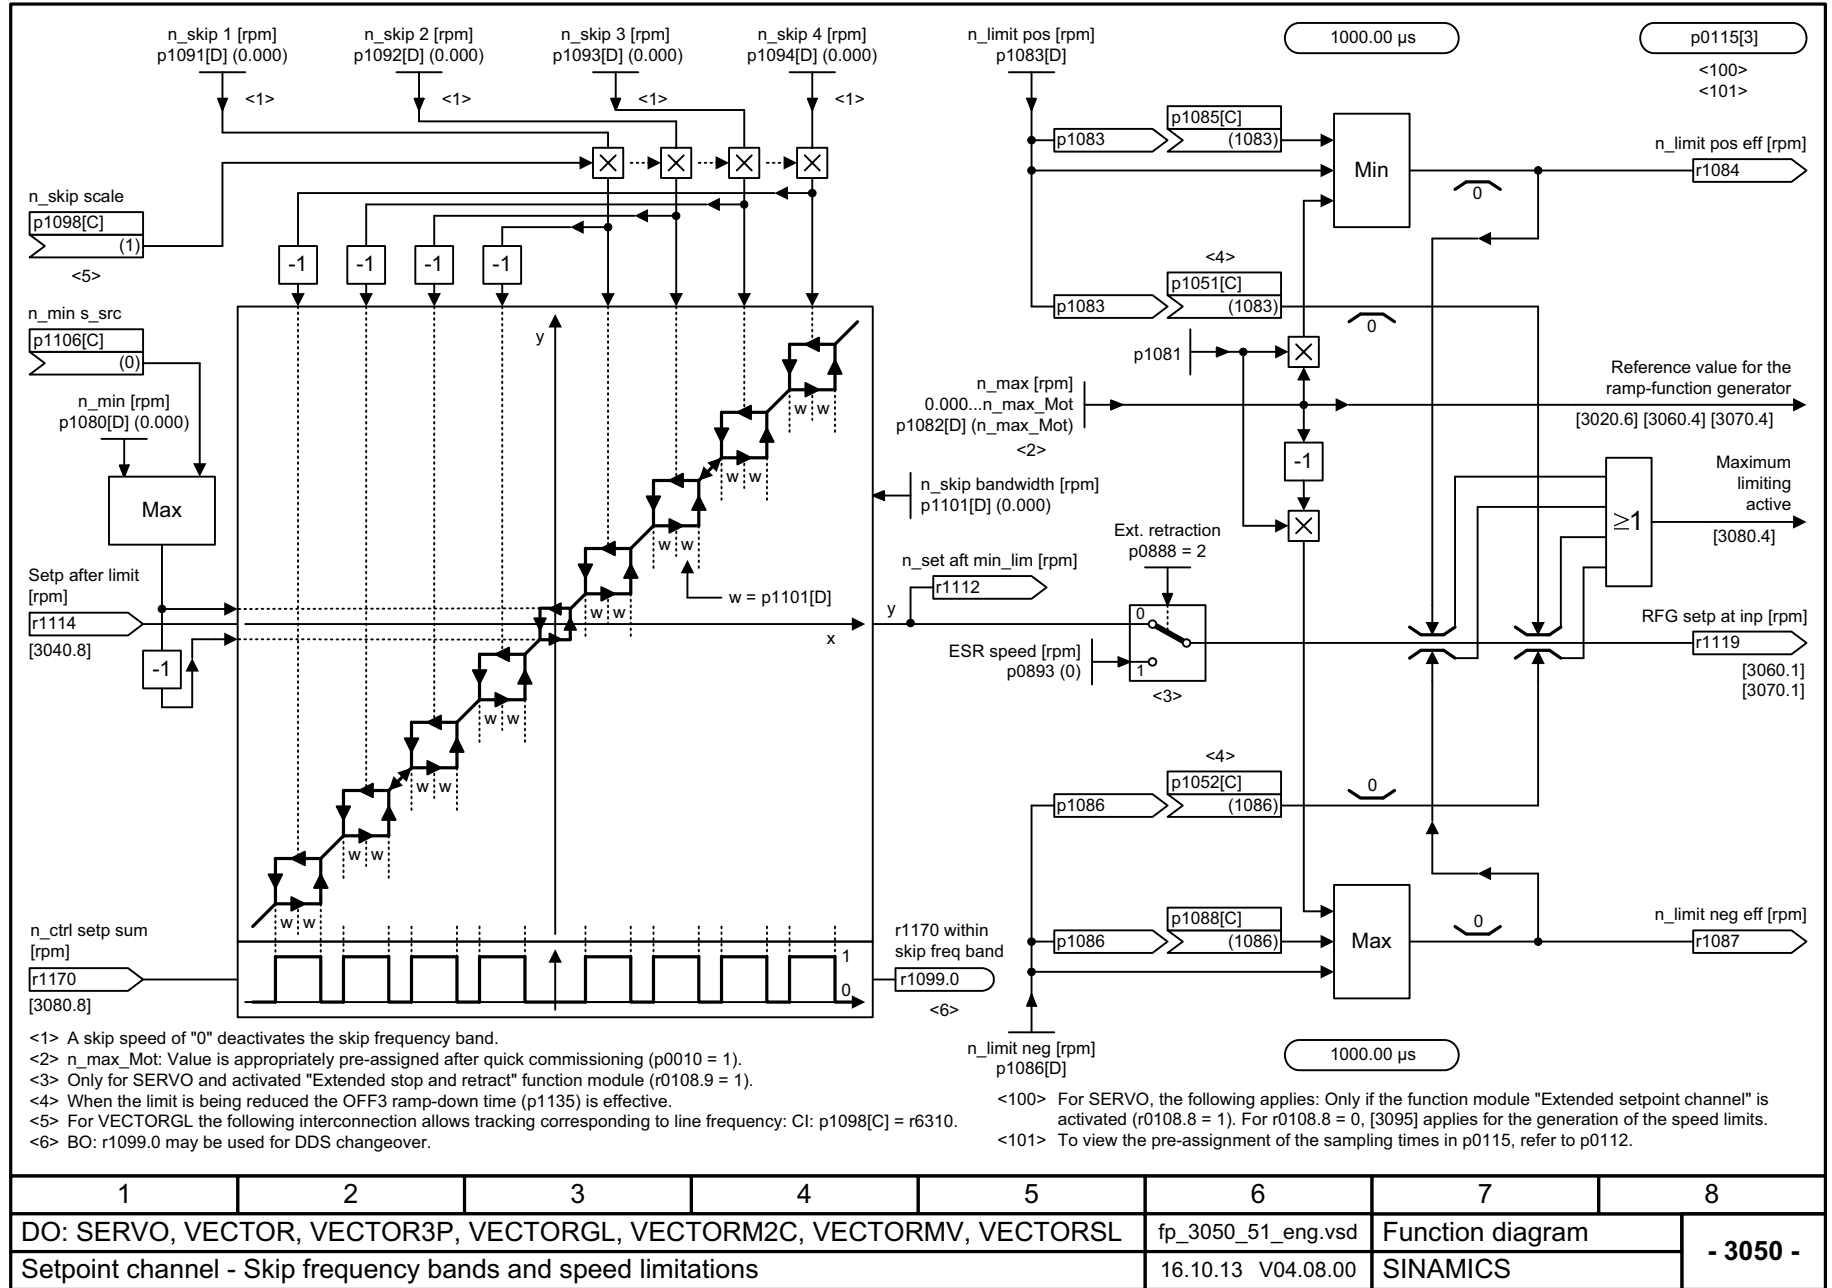 n_skip 1 [rpm]
p1091[D] (0.000)
<1>
n_skip 2 [rpm]
p1092[D] (0.000)
<1>
n_skip 3 [rpm]
p1093[D] (0.000)
<1>
n_skip 4 [rpm]
p1094[D] (0.000)
<1>
n_limit pos [rpm]
p1083[D]
1000.00 µs
p0115[3]
<100>
<101>
n_skip scale
p1098[C]
(1)
<5>
-1
-1
-1
-1
n_min s_src
p1106[C]
(0)
n_min [rpm]
p1080[D] (0.000)
Max
Setp after limit
[rpm]
r1114
[3040.8]
-1
y
x
w w
w w
w w
w w
w w
w w
w w
w w
w = p1101[D]
n_ctrl setp sum
[rpm]
r1170
[3080.8]
1
0
r1170 within
skip freq band
r1099.0
<6>
p1083
p1085[C]
(1083)
Min
0
n_limit pos eff [rpm]
r1084
<4>
p1083
p1051[C]
(1083)
0
p1081
n_max [rpm]
0.000...n_max_Mot
p1082[D] (n_max_Mot)
<2>
Reference value for the
ramp-function generator
[3020.6] [3060.4] [3070.4]
-1
n_skip bandwidth [rpm]
p1101[D] (0.000)
Maximum
limiting
active
[3080.4]
≥1
Ext. retraction
p0888 = 2
n_set aft min_lim [rpm]
r1112
y
0
1
<3>
ESR speed [rpm]
p0893 (0)
RFG setp at inp [rpm]
r1119
[3060.1]
[3070.1]
<4>
p1086
p1052[C]
(1086)
0
p1086
p1088[C]
(1086)
Max
0
n_limit neg eff [rpm]
r1087
n_limit neg [rpm]
p1086[D]
1000.00 µs
<1> A skip speed of "0" deactivates the skip frequency band.
<2> n_max_Mot: Value is appropriately pre-assigned after quick commissioning (p0010 = 1).
<3> Only for SERVO and activated "Extended stop and retract" function module (r0108.9 = 1).
<4> When the limit is being reduced the OFF3 ramp-down time (p1135) is effective.
<5> For VECTORGL the following interconnection allows tracking corresponding to line frequency: CI: p1098[C] = r6310.
<6> BO: r1099.0 may be used for DDS changeover.
<100> For SERVO, the following applies: Only if the function module "Extended setpoint channel" is
activated (r0108.8 = 1). For r0108.8 = 0, [3095] applies for the generation of the speed limits.
<101> To view the pre-assignment of the sampling times in p0115, refer to p0112.
1 2 3 4 5 6 7 8
DO: SERVO, VECTOR, VECTOR3P, VECTORGL, VECTORM2C, VECTORMV, VECTORSL
fp_3050_51_eng.vsd
Function diagram
- 3050 -
Setpoint channel - Skip frequency bands and speed limitations
16.10.13 V04.08.00
SINAMICS